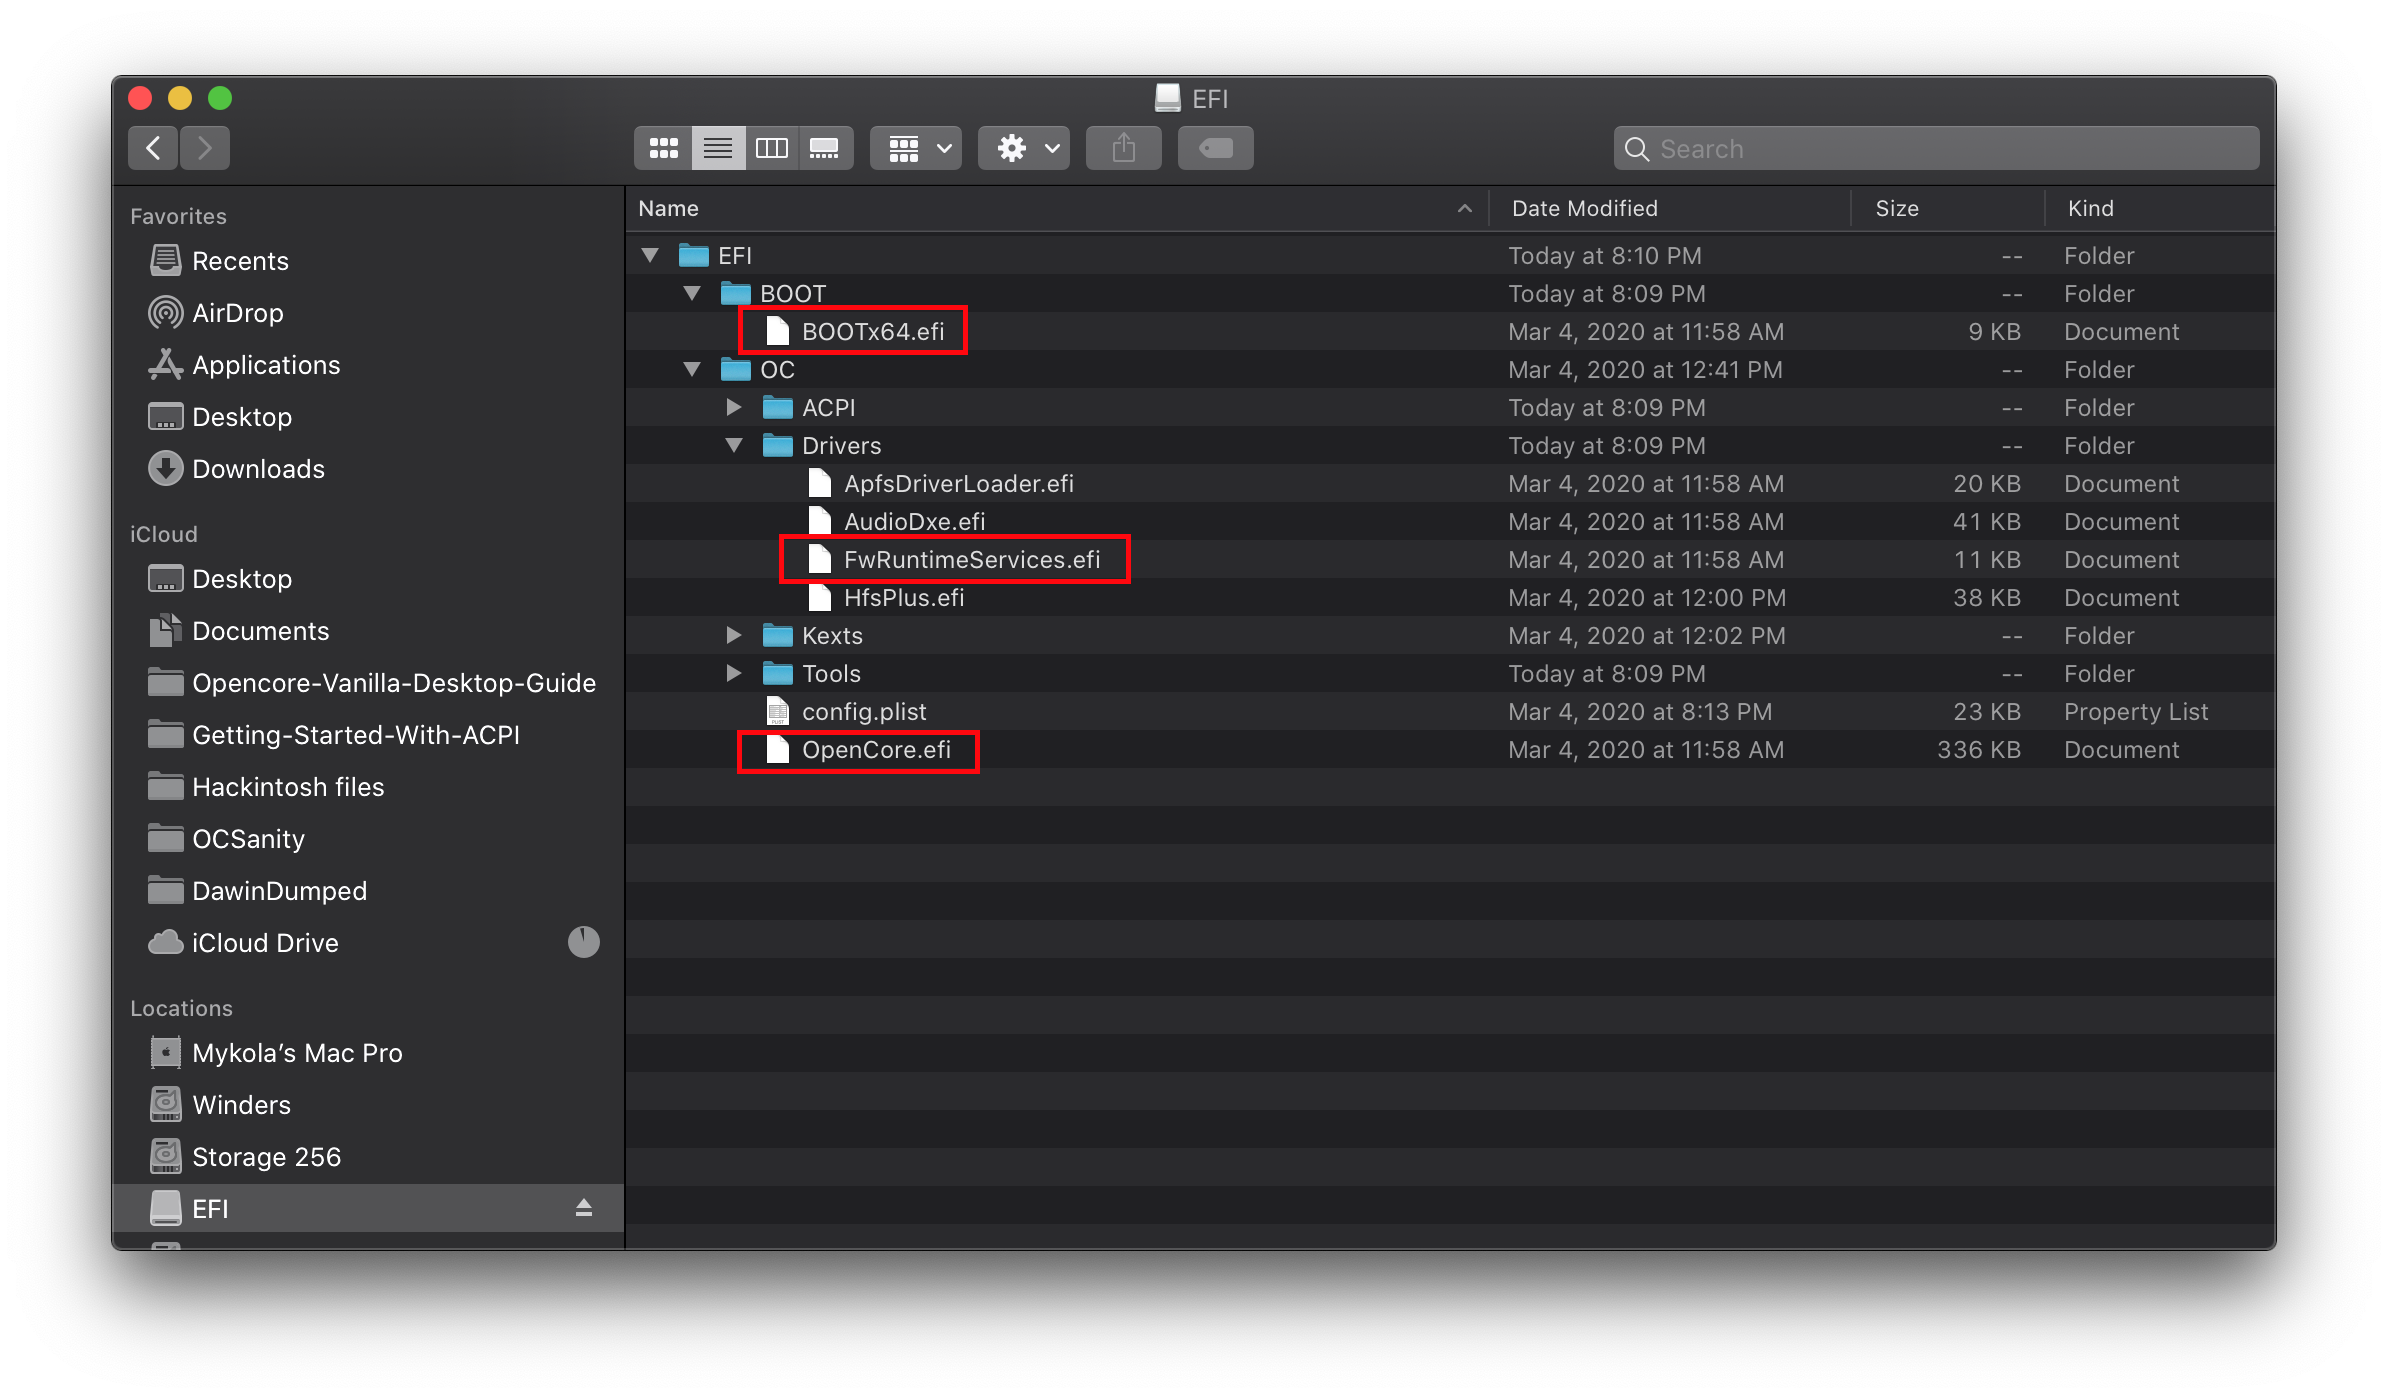 EFI
Search
Favorites
Recents
AirDrop
Applications
Desktop
Downloads
iCloud
Desktop
Documents
Opencore-Vanilla-Desktop-Guide
Getting-Started-With-ACPI
Hackintosh files
OCSanity
DawinDumped
iCloud Drive
Locations
Mykola’s Mac Pro
Winders
Storage 256
EFI
Name Date Modified Size Kind
EFI Today at 8:10 PM -- Folder
BOOT Today at 8:09 PM -- Folder
BOOTx64.efi Mar 4, 2020 at 11:58 AM 9 KB Document
OC Mar 4, 2020 at 12:41 PM -- Folder
ACPI Today at 8:09 PM -- Folder
Drivers Today at 8:09 PM -- Folder
ApfsDriverLoader.efi Mar 4, 2020 at 11:58 AM 20 KB Document
AudioDxe.efi Mar 4, 2020 at 11:58 AM 41 KB Document
FwRuntimeServices.efi Mar 4, 2020 at 11:58 AM 11 KB Document
HfsPlus.efi Mar 4, 2020 at 12:00 PM 38 KB Document
Kexts Mar 4, 2020 at 12:02 PM -- Folder
Tools Today at 8:09 PM -- Folder
config.plist Mar 4, 2020 at 8:13 PM 23 KB Property List
OpenCore.efi Mar 4, 2020 at 11:58 AM 336 KB Document